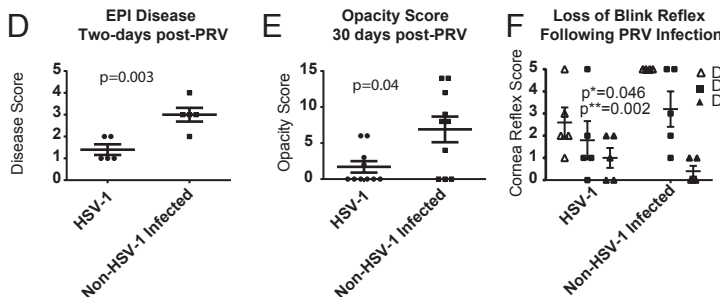 D
EPI Disease
Two-days post-PRV
Disease Score
5
4
3
2
1
0
p=0.003
HSV-1
Non-HSV-1 Infected
E
Opacity Score
30 days post-PRV
Opacity Score
15
10
5
0
p=0.04
HSV-1
Non-HSV-1 Infected
F
Loss of Blink Reflex
Following PRV Infection
Cornea Reflex Score
5
4
3
2
1
0
p*=0.046
p**=0.002
HSV-1
Non-HSV-1 Infected
D
D
D